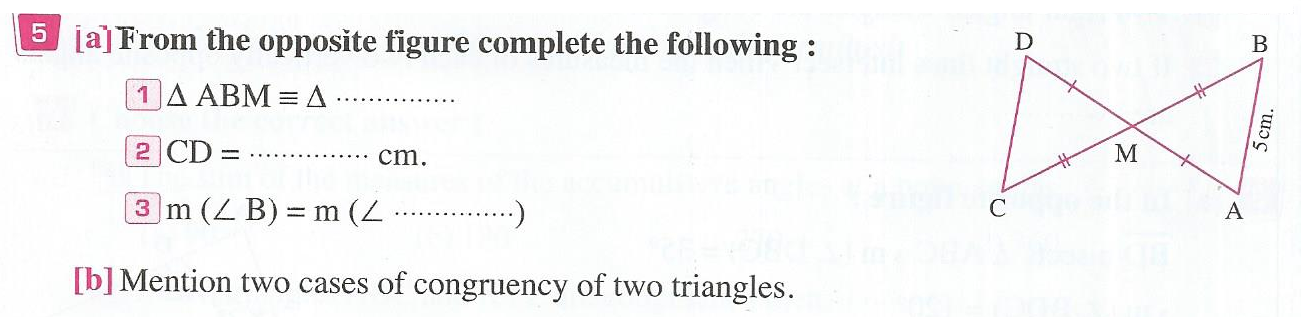 5 [a] From the opposite figure complete the following :
1 Δ ABM ≡ Δ ...............
2 CD = ............... cm.
3 m (∠ B) = m (∠ ...............)
[b] Mention two cases of congruency of two triangles.
D
B
M
5 cm.
C
A